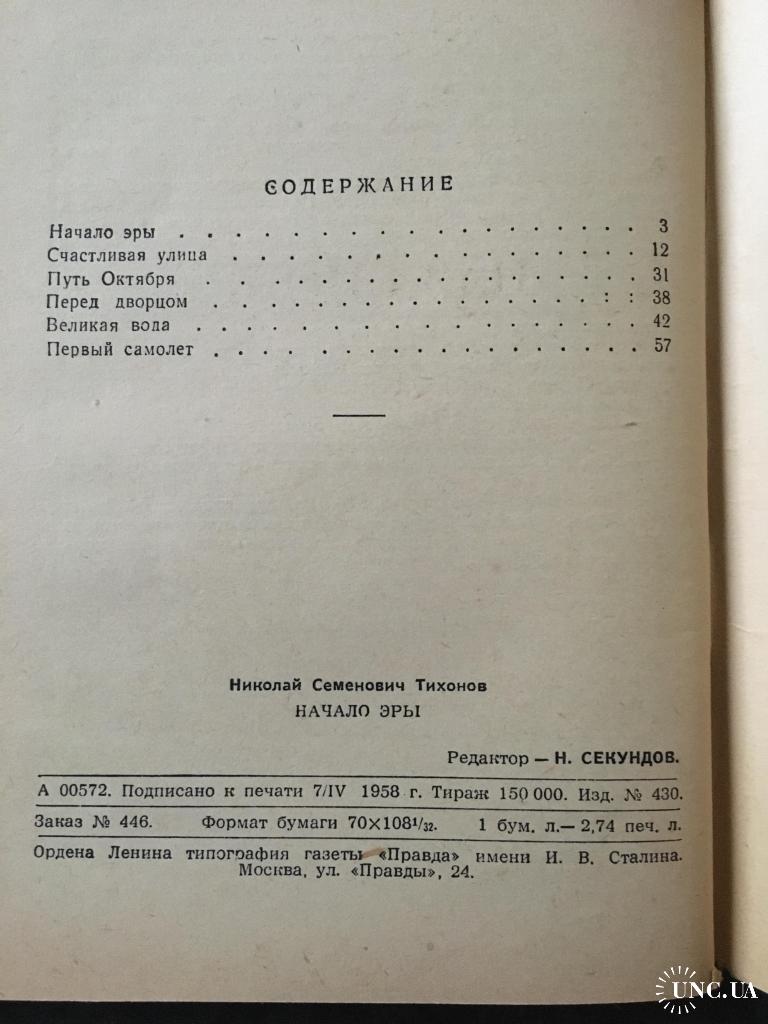 СОДЕРЖАНИЕ
Начало эры . . . . . . . . . . . . . . . . . 3
Счастливая улица . . . . . . . . . . . . . . . 12
Путь Октября . . . . . . . . . . . . . . . . 31
Перед дворцом . . . . . . . . . . . . . . : : 38
Великая вода . . . . . . . . . . . . . . . . 42
Первый самолет . . . . . . . . . . . . . . . 57
Николай Семенович Тихонов
НАЧАЛО ЭРЫ
Редактор — Н. СЕКУНДОВ.
А 00572. Подписано к печати 7/IV 1958 г. Тираж 150 000. Изд. № 430.
Заказ № 446. Формат бумаги 70×108¹/₃₂. 1 бум. л.— 2,74 печ. л.
Ордена Ленина типография газеты «Правда» имени И. В. Сталина.
Москва, ул. «Правды», 24.
UNC.UA